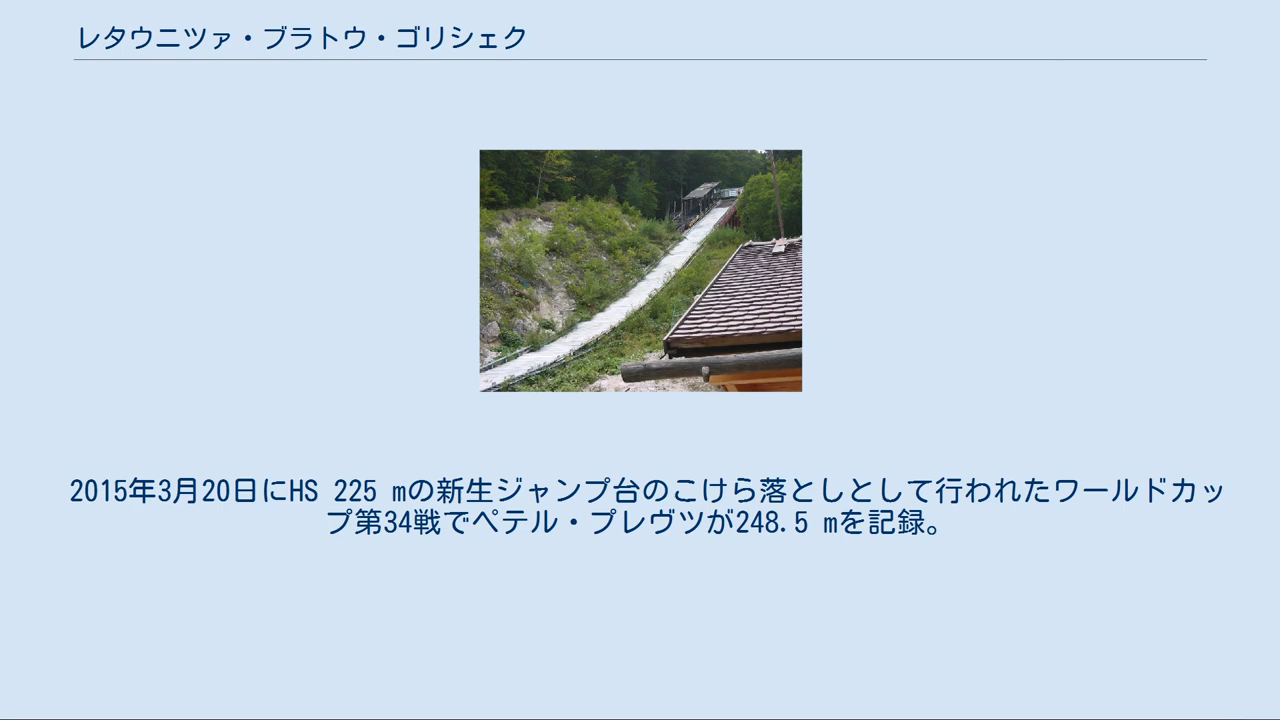 レタウニツァ・ブラトウ・ゴリシェク
2015年3月20日にHS 225 mの新生ジャンプ台のこけら落としとして行われたワールドカッ
プ第34戦でペテル・プレヴツが248.5 mを記録。